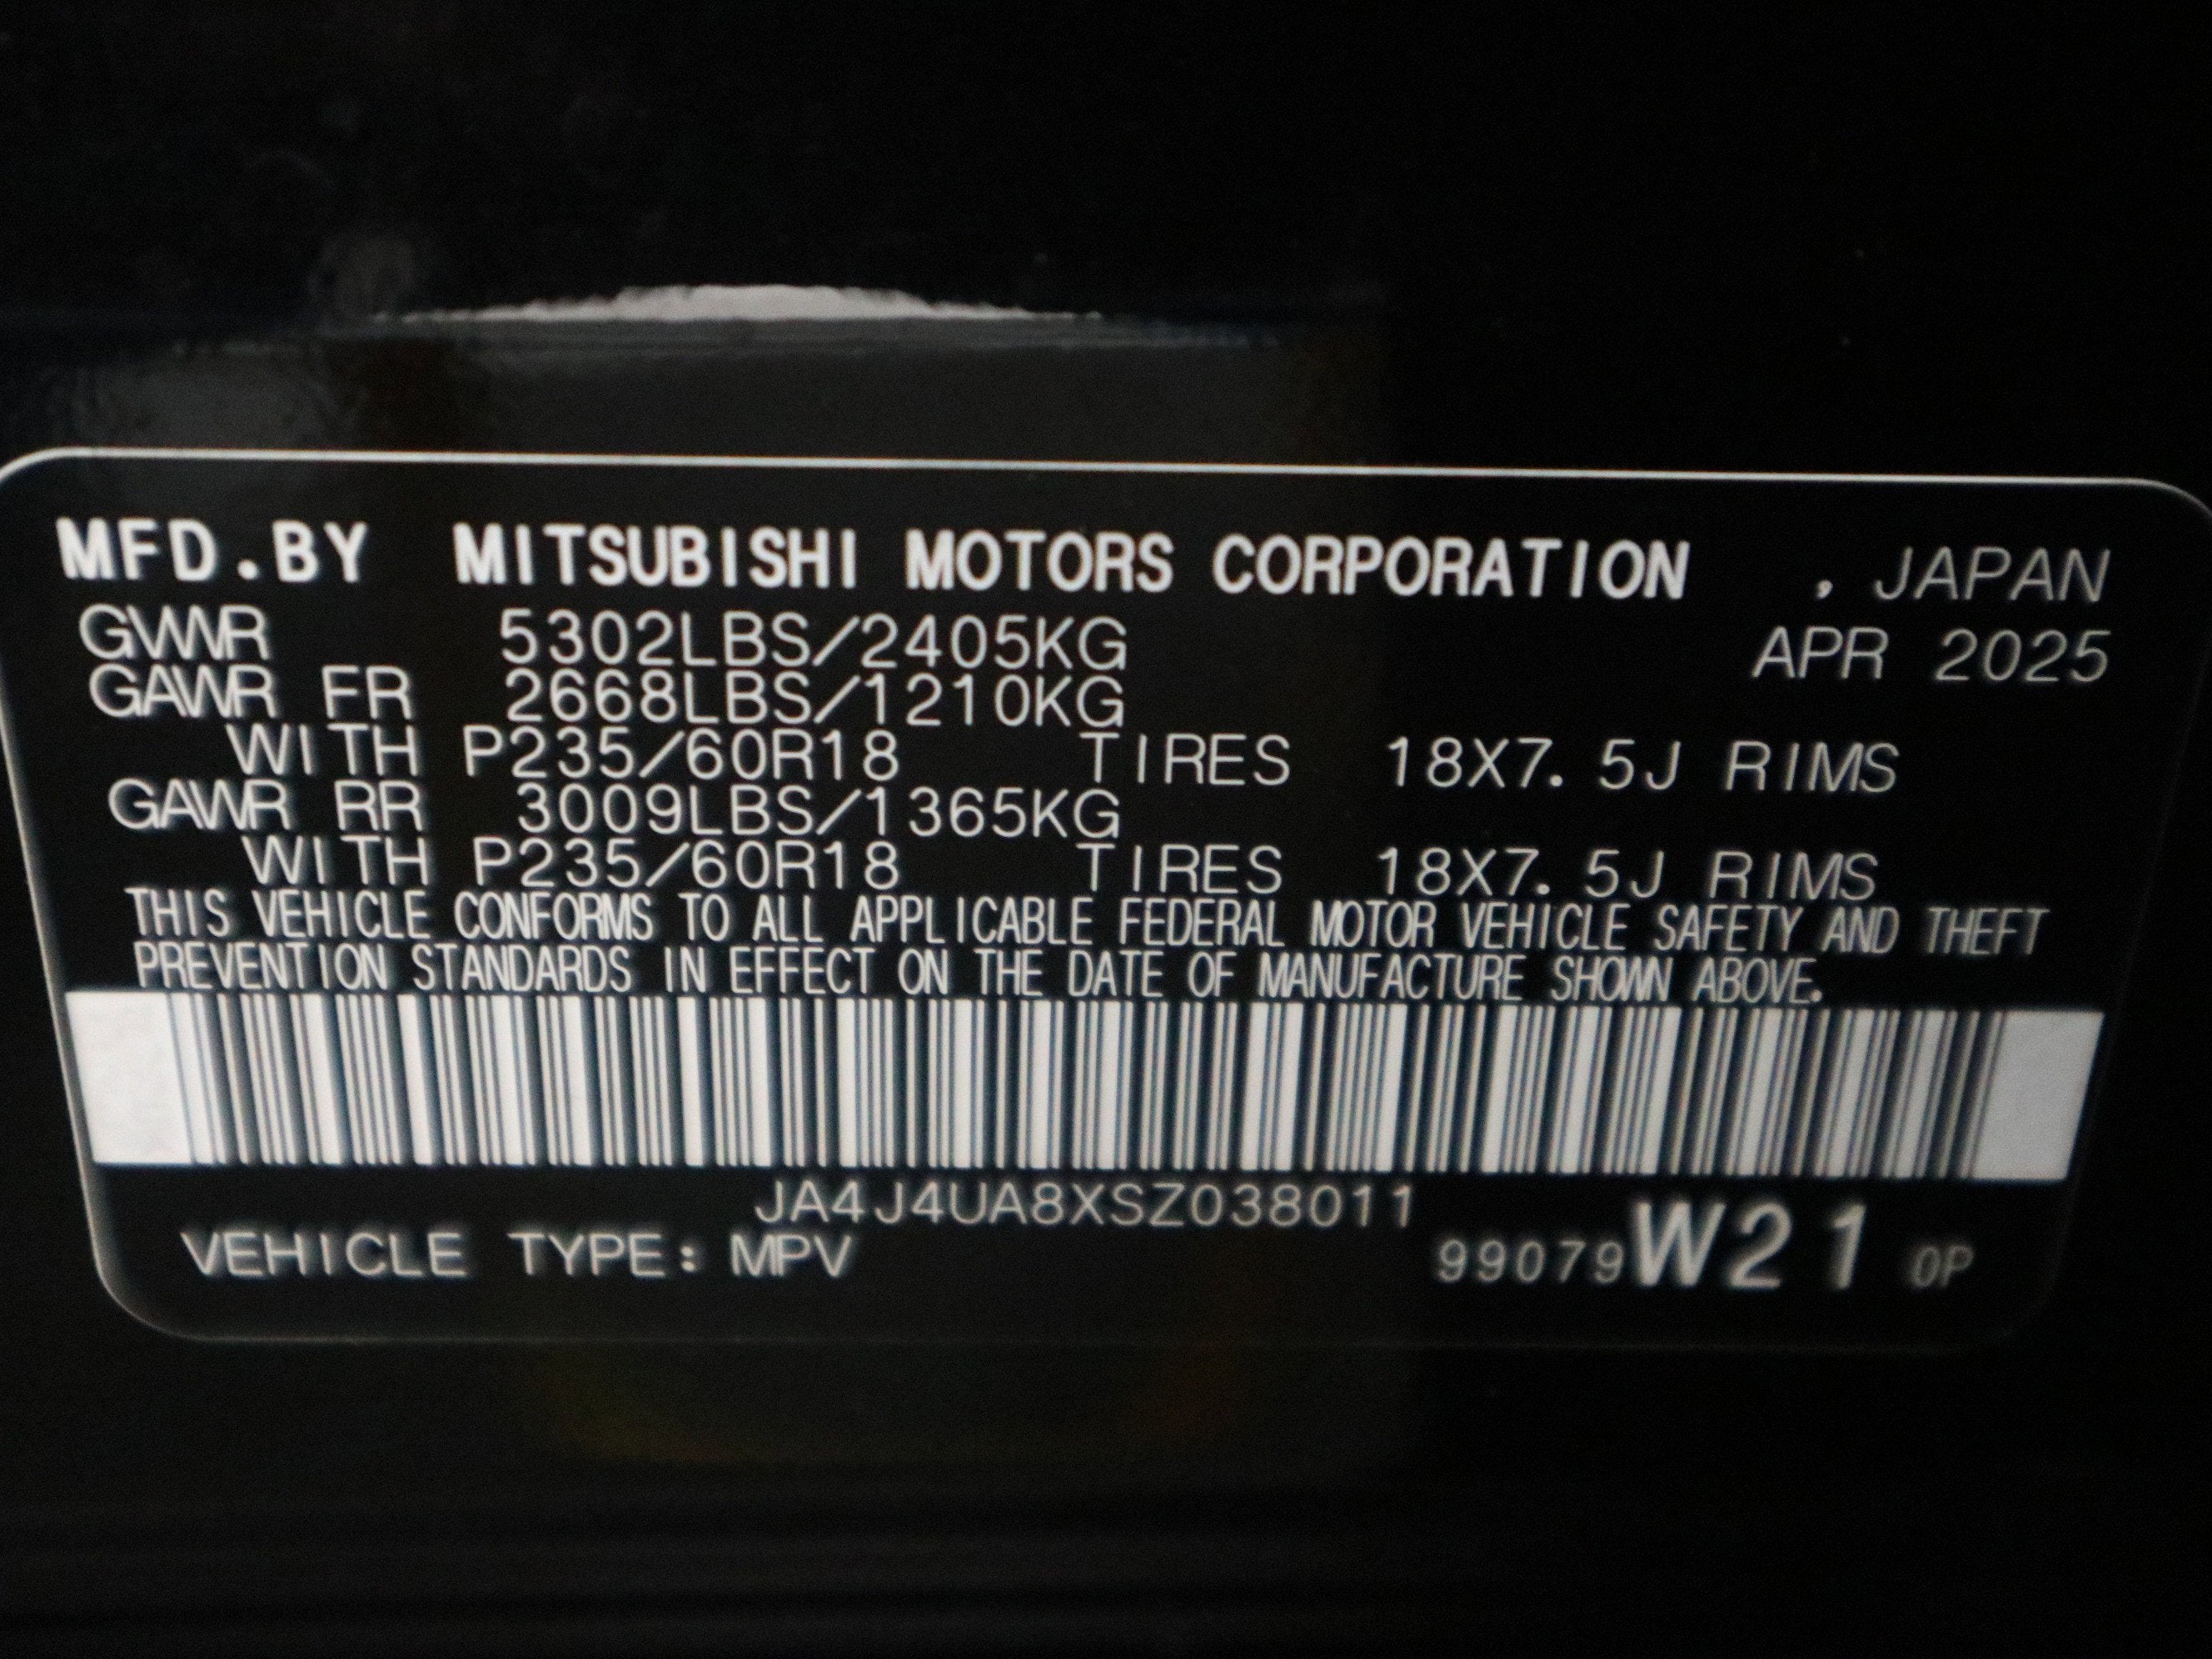 MFD.BY MITSUBISHI MOTORS CORPORATION , JAPAN
GVWR 5302LBS/2405KG APR 2025
GAWR FR 2668LBS/1210KG
WITH P235/60R18 TIRES 18X7.5J RIMS
GAWR RR 3009LBS/1365KG
WITH P235/60R18 TIRES 18X7.5J RIMS
THIS VEHICLE CONFORMS TO ALL APPLICABLE FEDERAL MOTOR VEHICLE SAFETY AND THEFT
PREVENTION STANDARDS IN EFFECT ON THE DATE OF MANUFACTURE SHOWN ABOVE.
JA4J4UA8XSZ038011
VEHICLE TYPE: MPV 99079W21 0P